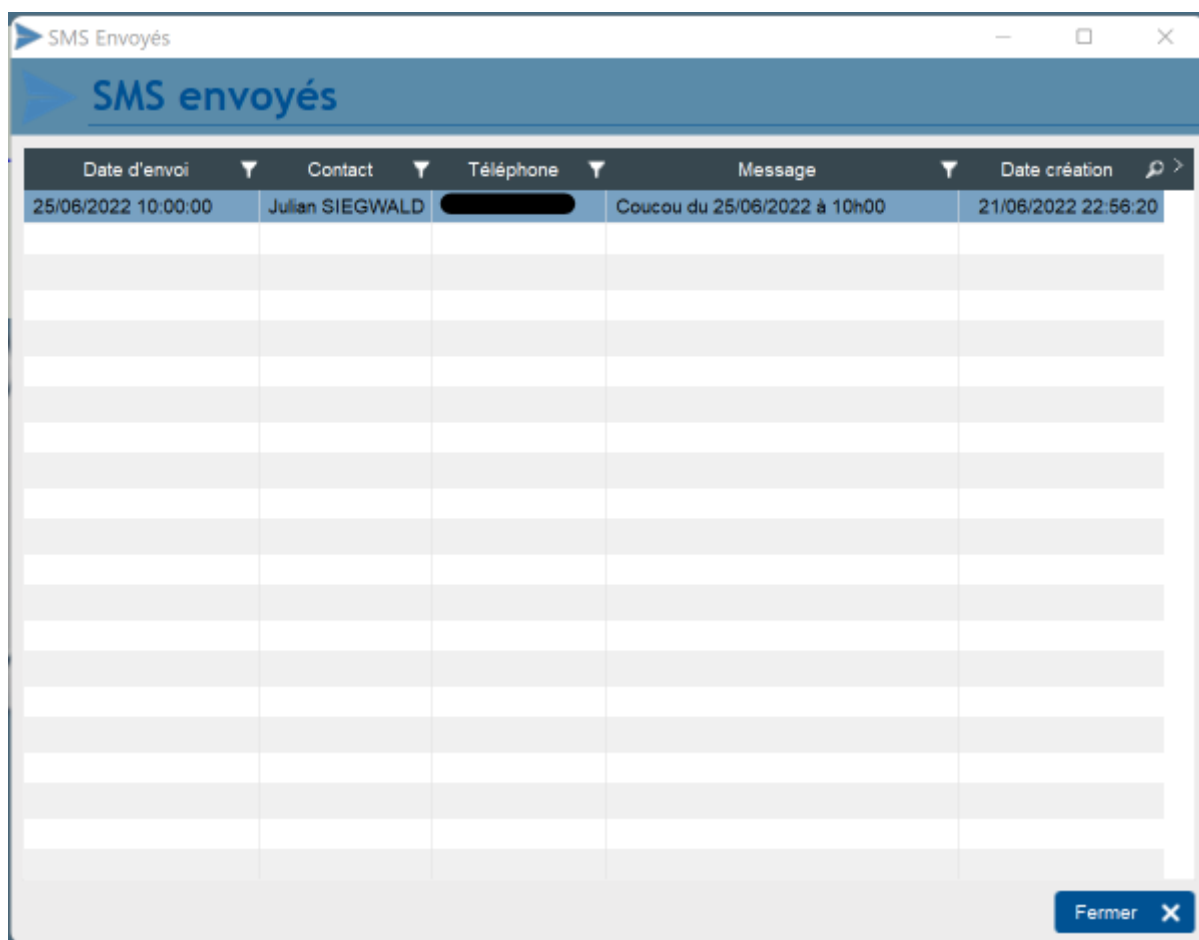 SMS Envoyés
SMS envoyés
Date d'envoi Contact Téléphone Message Date création
25/06/2022 10:00:00 Julian SIEGWALD Coucou du 25/06/2022 à 10h00 21/06/2022 22:56:20
Fermer